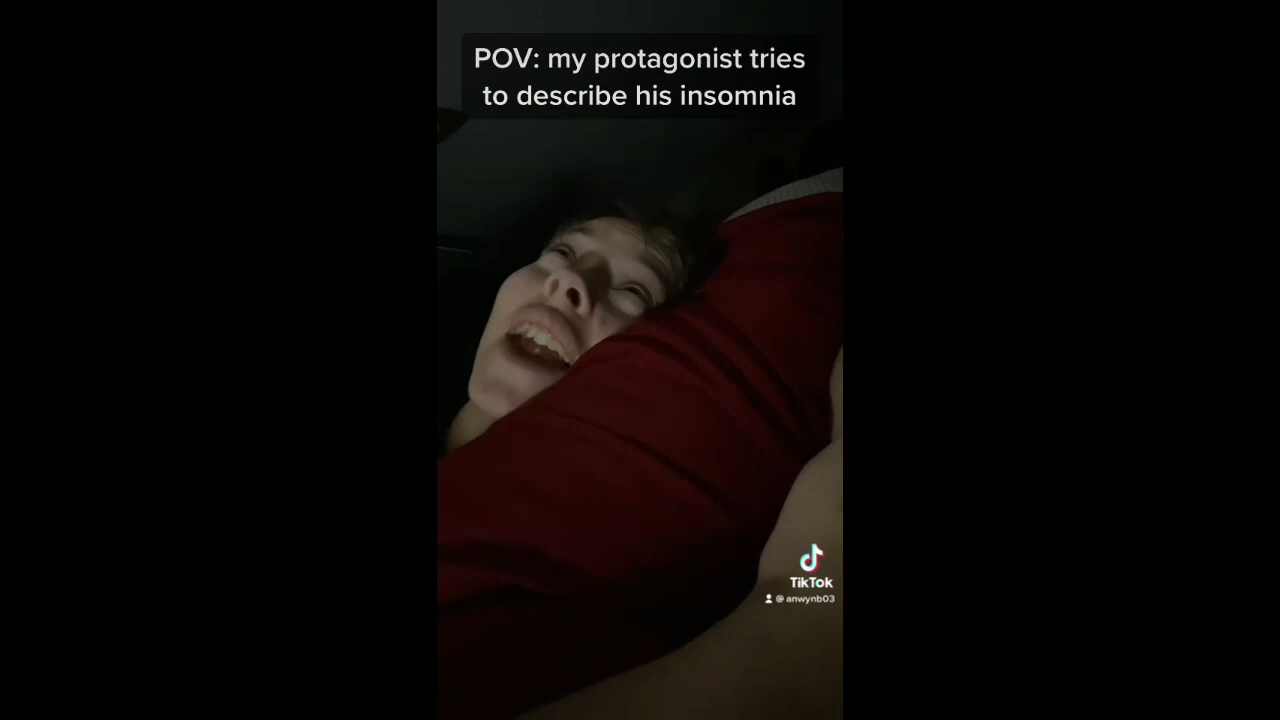 POV: my protagonist tries
to describe his insomnia
TikTok
@ anwynb03